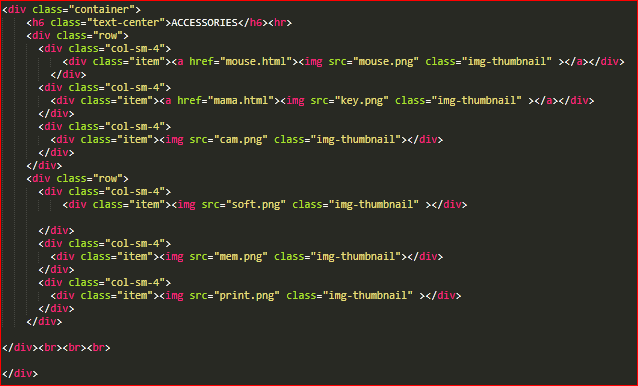 <div class="container">
    <h6 class="text-center">ACCESSORIES</h6><hr>
    <div class="row">
      <div class="col-sm-4">
          <div class="item"><a href="mouse.html"><img src="mouse.png" class="img-thumbnail" ></a></div>
        </div>
      <div class="col-sm-4">
        <div class="item"><a href="mama.html"><img src="key.png" class="img-thumbnail" ></a></div>
      </div>
      <div class="col-sm-4">
        <div class="item"><img src="cam.png" class="img-thumbnail"></div>
      </div>
    </div>
    <div class="row">
      <div class="col-sm-4">
          <div class="item"><img src="soft.png" class="img-thumbnail" ></div>

      </div>
      <div class="col-sm-4">
        <div class="item"><img src="mem.png" class="img-thumbnail"></div>
      </div>
      <div class="col-sm-4">
        <div class="item"><img src="print.png" class="img-thumbnail" ></div>
      </div>
    </div>

</div><br><br><br>

</div>